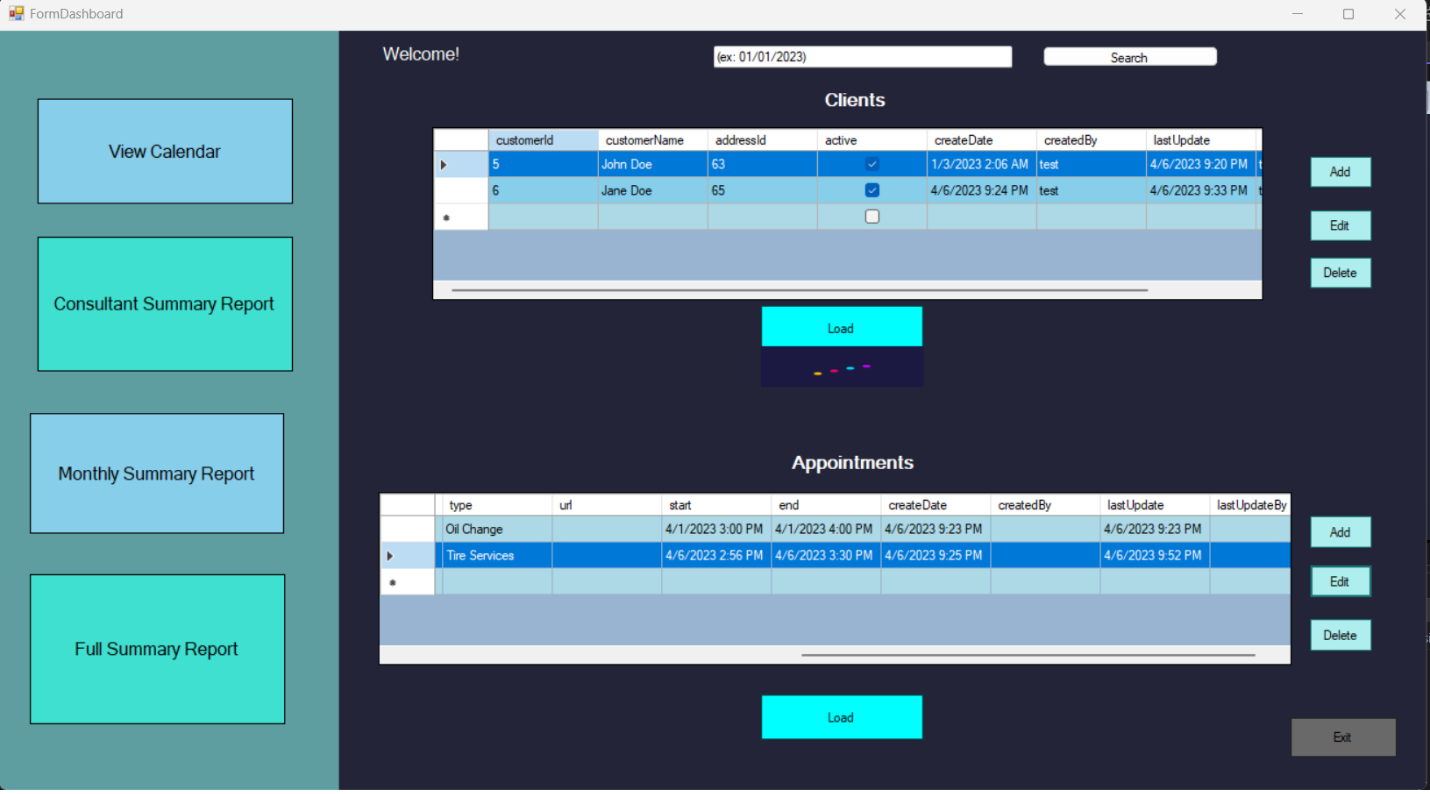 FormDashboard
Welcome!
(ex: 01/01/2023)
Search
View Calendar
Consultant Summary Report
Monthly Summary Report
Full Summary Report
Clients
customerId customerName addressId active createDate createdBy lastUpdate
5 John Doe 63 1/3/2023 2:06 AM test 4/6/2023 9:20 PM t
6 Jane Doe 65 4/6/2023 9:24 PM test 4/6/2023 9:33 PM t
Add
Edit
Delete
Load
Appointments
type url start end createDate createdBy lastUpdate lastUpdateBy
Oil Change 4/1/2023 3:00 PM 4/1/2023 4:00 PM 4/6/2023 9:23 PM 4/6/2023 9:23 PM
Tire Services 4/6/2023 2:56 PM 4/6/2023 3:30 PM 4/6/2023 9:25 PM 4/6/2023 9:52 PM
Add
Edit
Delete
Load
Exit